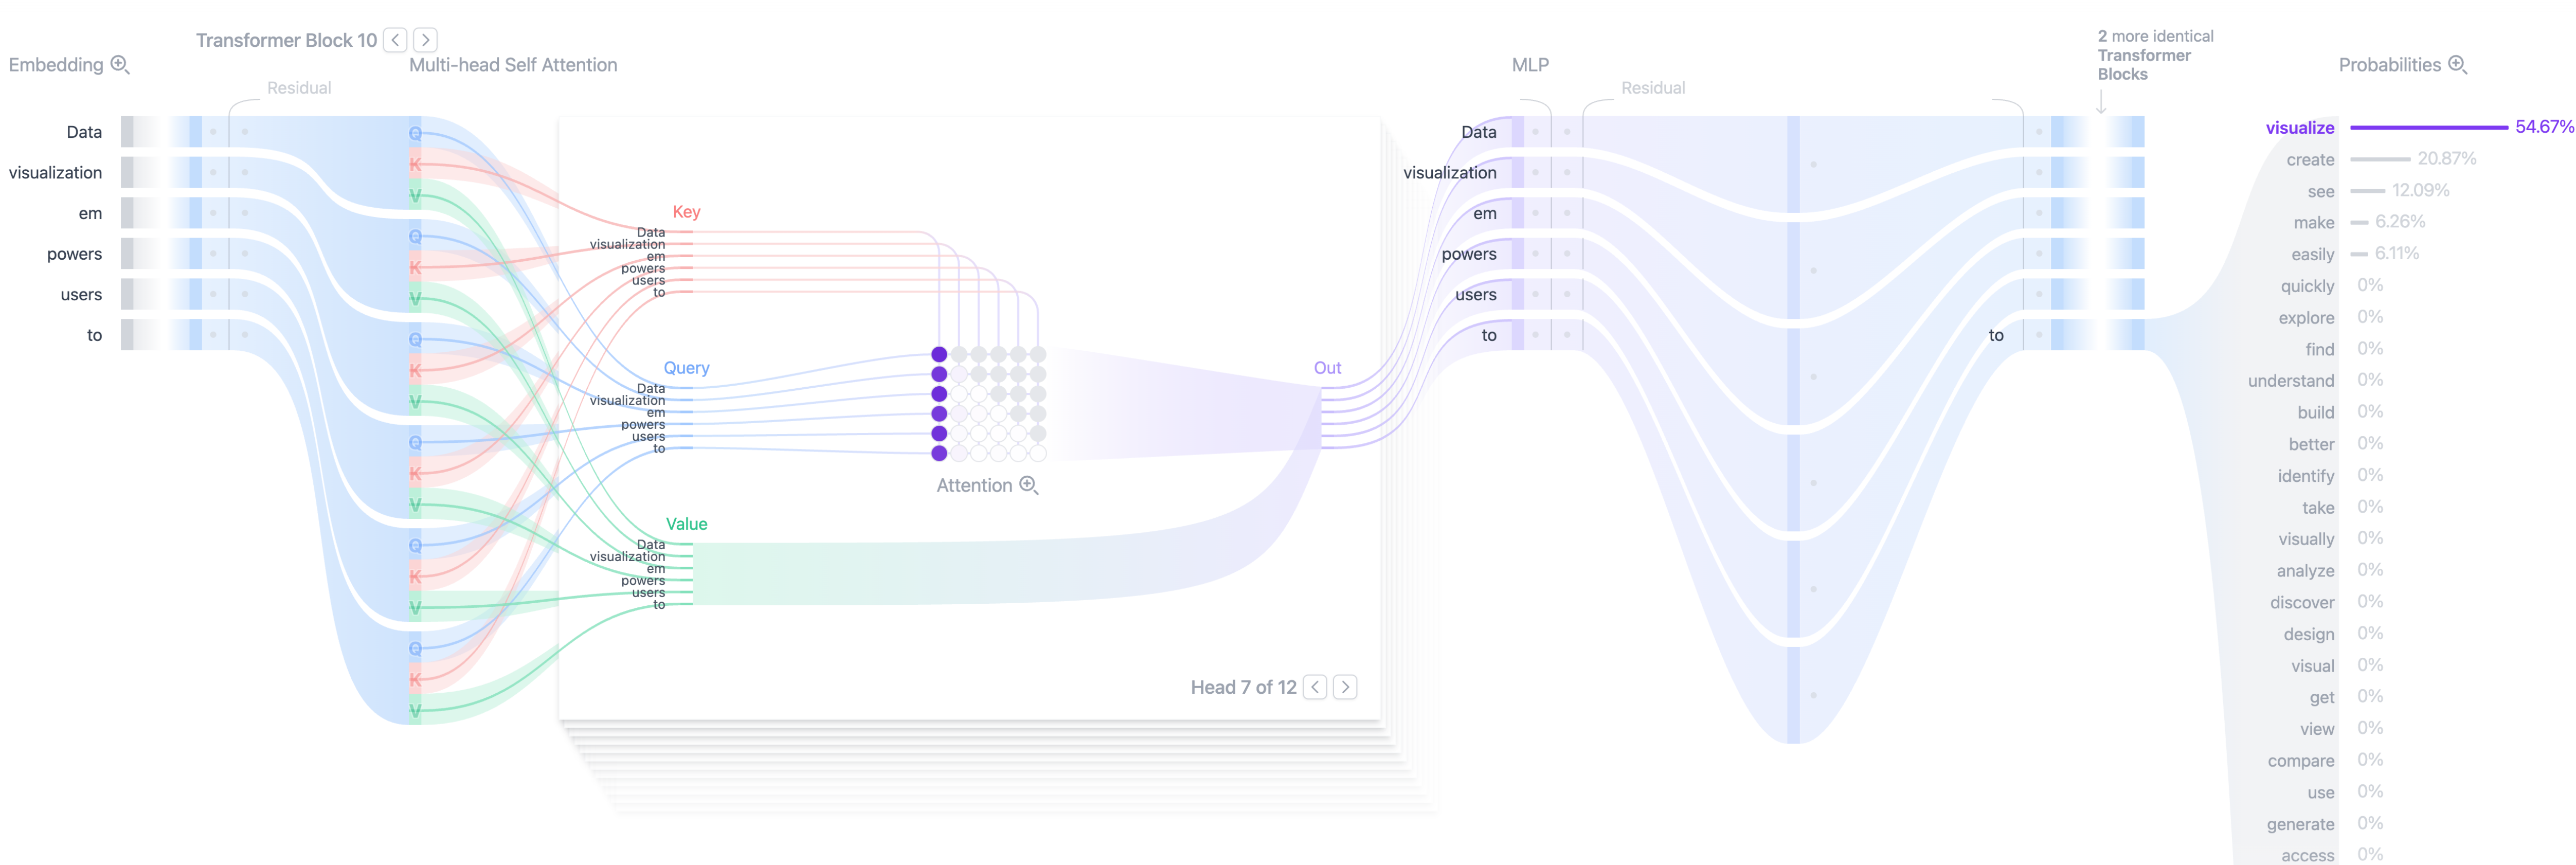 Transformer Block 10
Embedding
Multi-head Self Attention
Residual
Data
visualization
em
powers
users
to
Q
K
V
Q
K
V
Q
K
V
Q
K
V
Q
K
V
Q
K
V
Key
Data
visualization
em
powers
users
to
Query
Data
visualization
em
powers
users
to
Attention
Value
Data
visualization
em
powers
users
to
Out
Head 7 of 12
MLP
Residual
Data
visualization
em
powers
users
to
to
2 more identical
Transformer
Blocks
Probabilities
visualize 54.67%
create 20.87%
see 12.09%
make 6.26%
easily 6.11%
quickly 0%
explore 0%
find 0%
understand 0%
build 0%
better 0%
identify 0%
take 0%
visually 0%
analyze 0%
discover 0%
design 0%
visual 0%
get 0%
view 0%
compare 0%
use 0%
generate 0%
access 0%